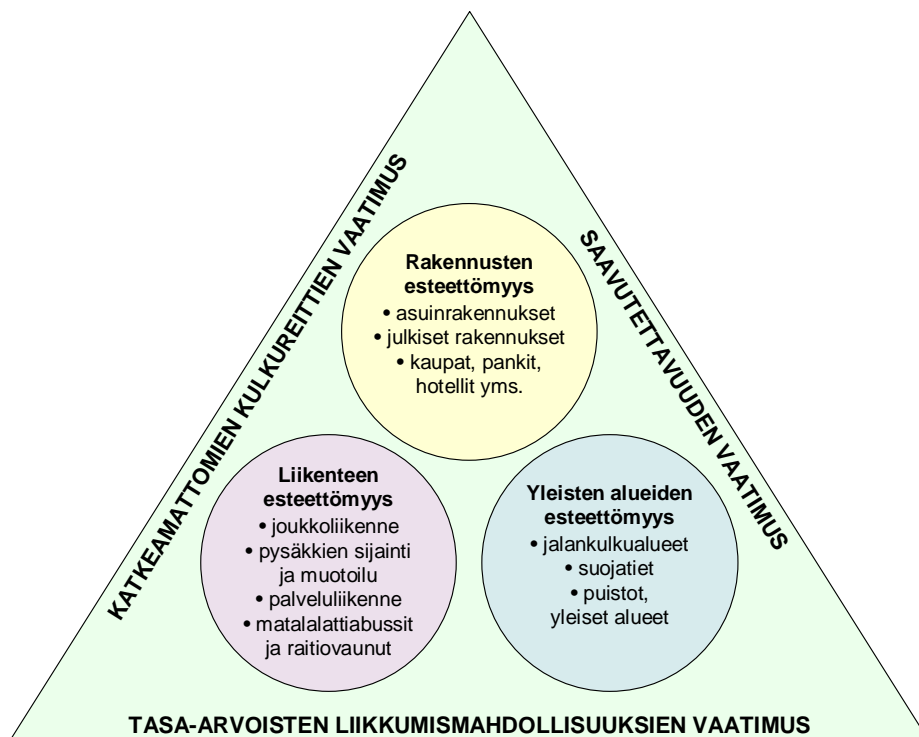 KATKEAMATTOMIEN KULKUREITTIEN VAATIMUS
SAAVUTETTAVUUDEN VAATIMUS
Rakennusten
esteettömyys
• asuinrakennukset
• julkiset rakennukset
• kaupat, pankit,
hotellit yms.
Liikenteen
esteettömyys
• joukkoliikenne
• pysäkkien sijainti
ja muotoilu
• palveluliikenne
• matalalattiabussit
ja raitiovaunut
Yleisten alueiden
esteettömyys
• jalankulkualueet
• suojatiet
• puistot,
yleiset alueet
TASA-ARVOISTEN LIIKKUMISMAHDOLLISUUKSIEN VAATIMUS